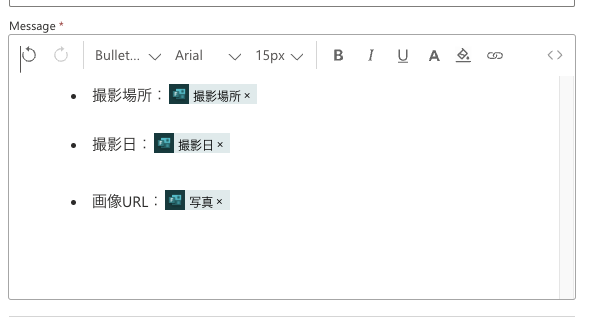 Message *
Bullet... Arial 15px B I U A
撮影場所： 撮影場所 ×
撮影日： 撮影日 ×
画像URL： 写真 ×